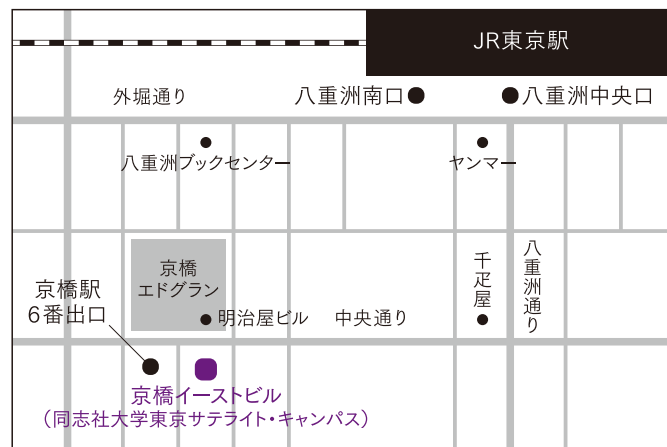 JR東京駅
外堀通り
八重洲南口
八重洲中央口
八重洲ブックセンター
ヤンマー
京橋
エドグラン
千疋屋
八重洲通り
京橋駅
6番出口
明治屋ビル
中央通り
京橋イーストビル
(同志社大学東京サテライト・キャンパス)